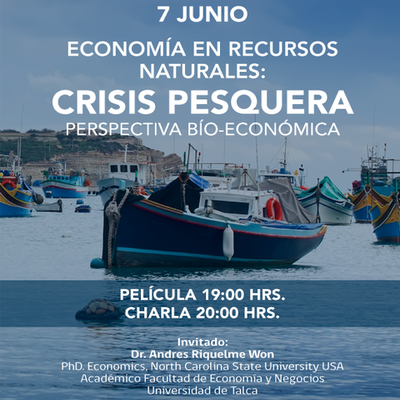 7 JUNIO
ECONOMÍA EN RECURSOS
NATURALES:
CRISIS PESQUERA
PERSPECTIVA BÍO-ECONÓMICA
PELÍCULA 19:00 HRS.
CHARLA 20:00 HRS.
Invitado:
Dr. Andres Riquelme Won
PhD. Economics, North Carolina State University USA
Académico Facultad de Economía y Negocios
Universidad de Talca